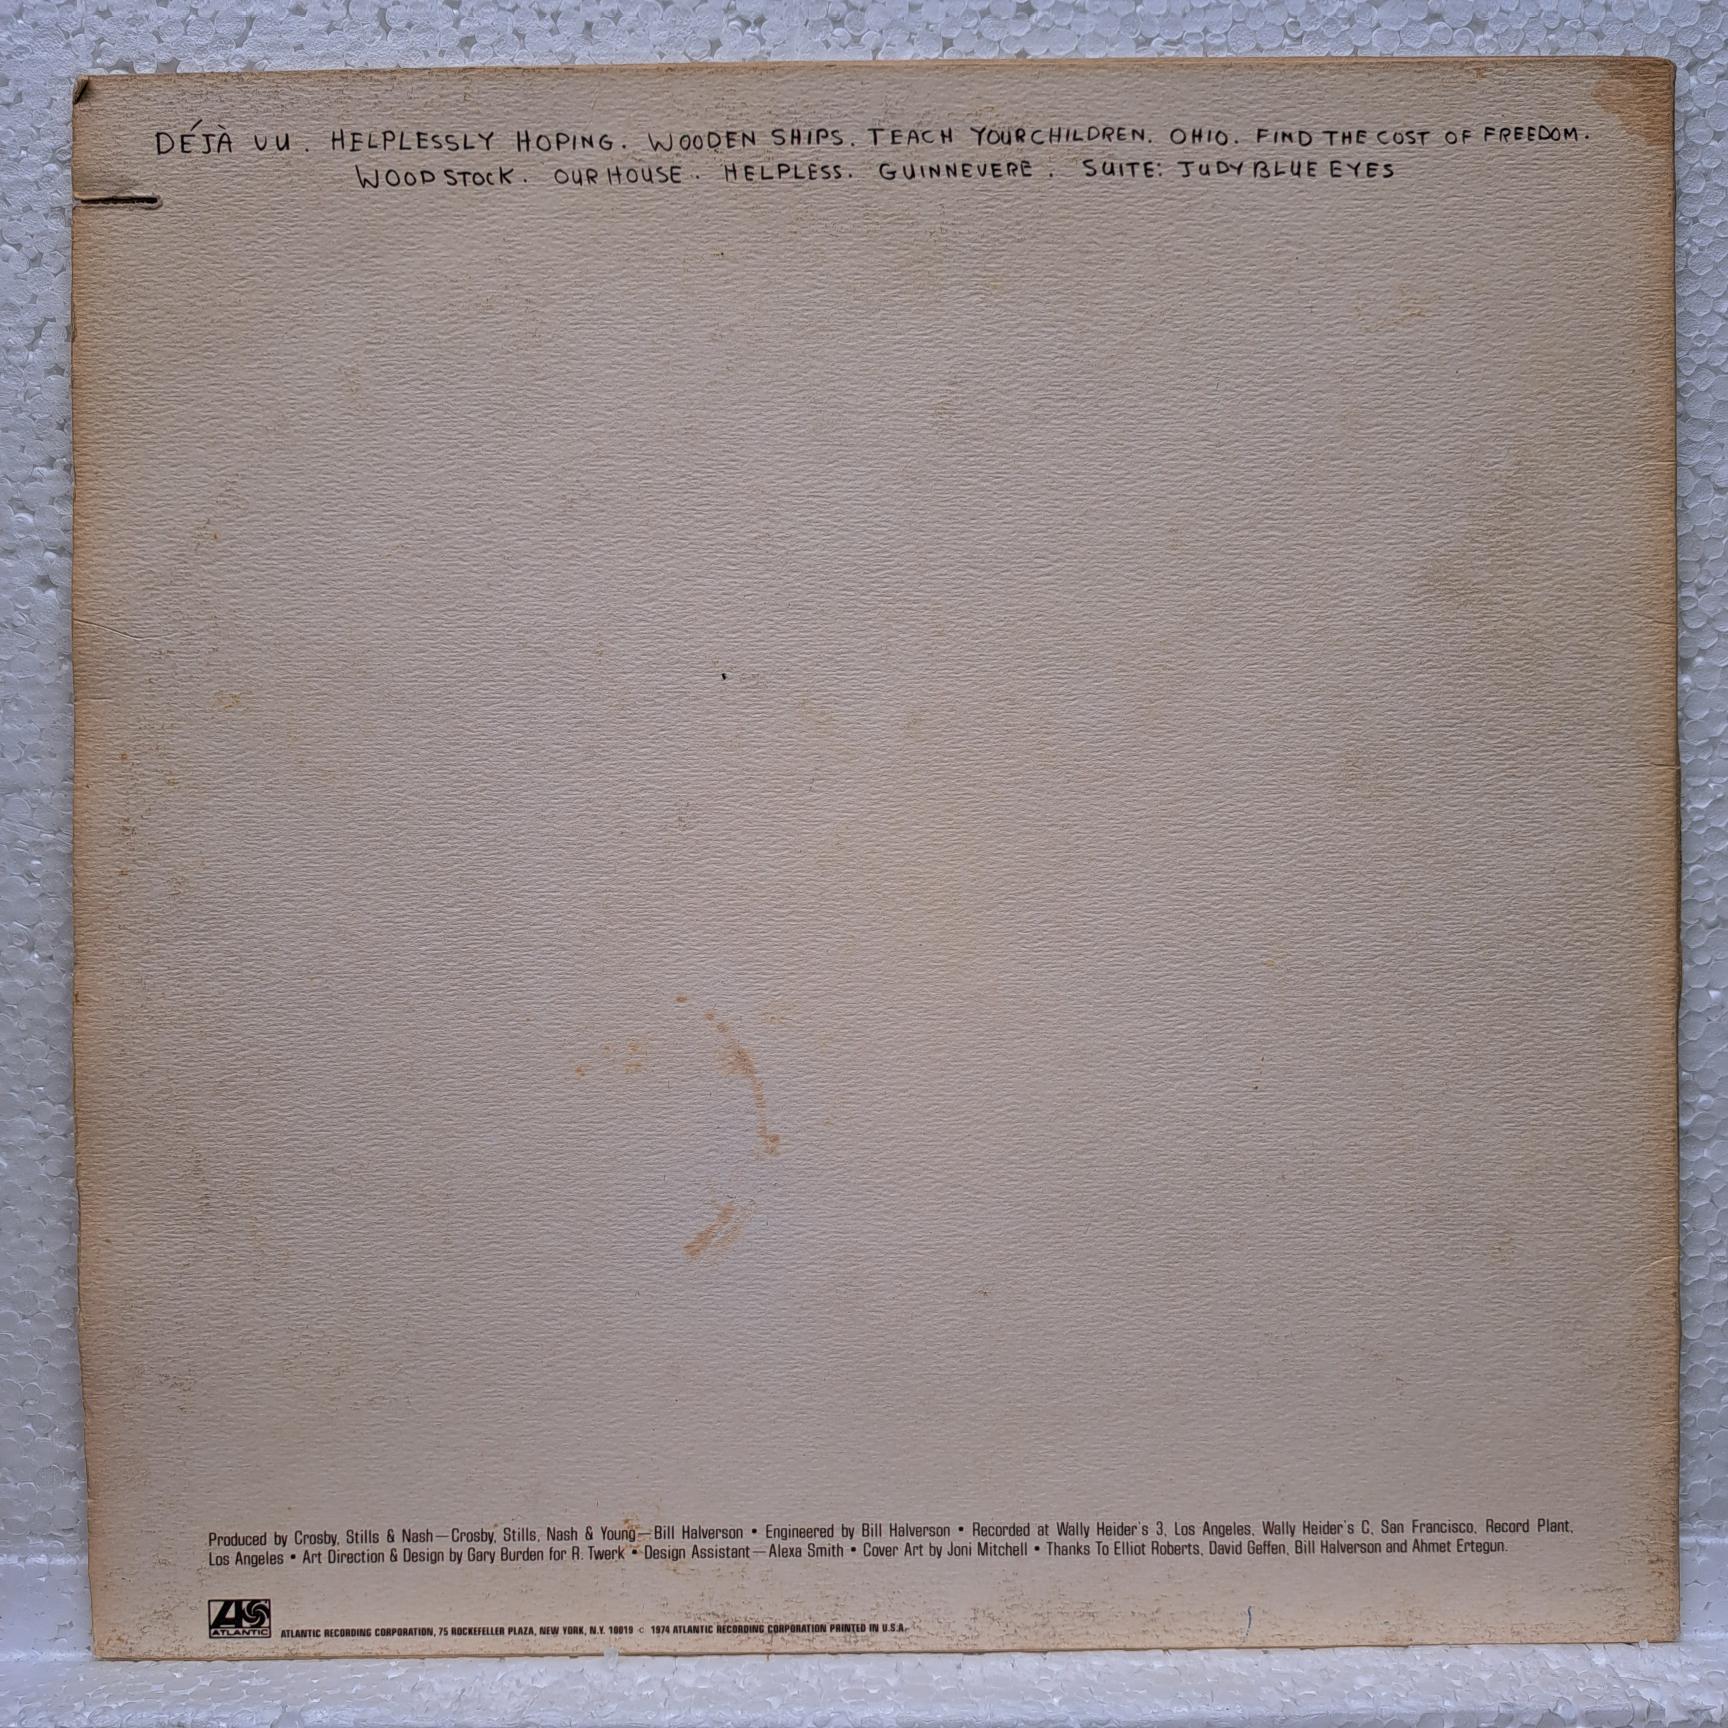 DÉJÀ VU. HELPLESSLY HOPING. WOODEN SHIPS. TEACH YOUR CHILDREN. OHIO. FIND THE COST OF FREEDOM.
WOODSTOCK. OUR HOUSE. HELPLESS. GUINNEVERE. SUITE: JUDY BLUE EYES
Produced by Crosby, Stills & Nash—Crosby, Stills, Nash & Young—Bill Halverson • Engineered by Bill Halverson • Recorded at Wally Heider's 3, Los Angeles, Wally Heider's C, San Francisco, Record Plant,
Los Angeles • Art Direction & Design by Gary Burden for R. Twerk • Design Assistant—Alexa Smith • Cover Art by Joni Mitchell • Thanks To Elliot Roberts, David Geffen, Bill Halverson and Ahmet Ertegun.
ATLANTIC
ATLANTIC RECORDING CORPORATION, 75 ROCKEFELLER PLAZA, NEW YORK, N.Y. 10019 © 1974 ATLANTIC RECORDING CORPORATION PRINTED IN U.S.A.